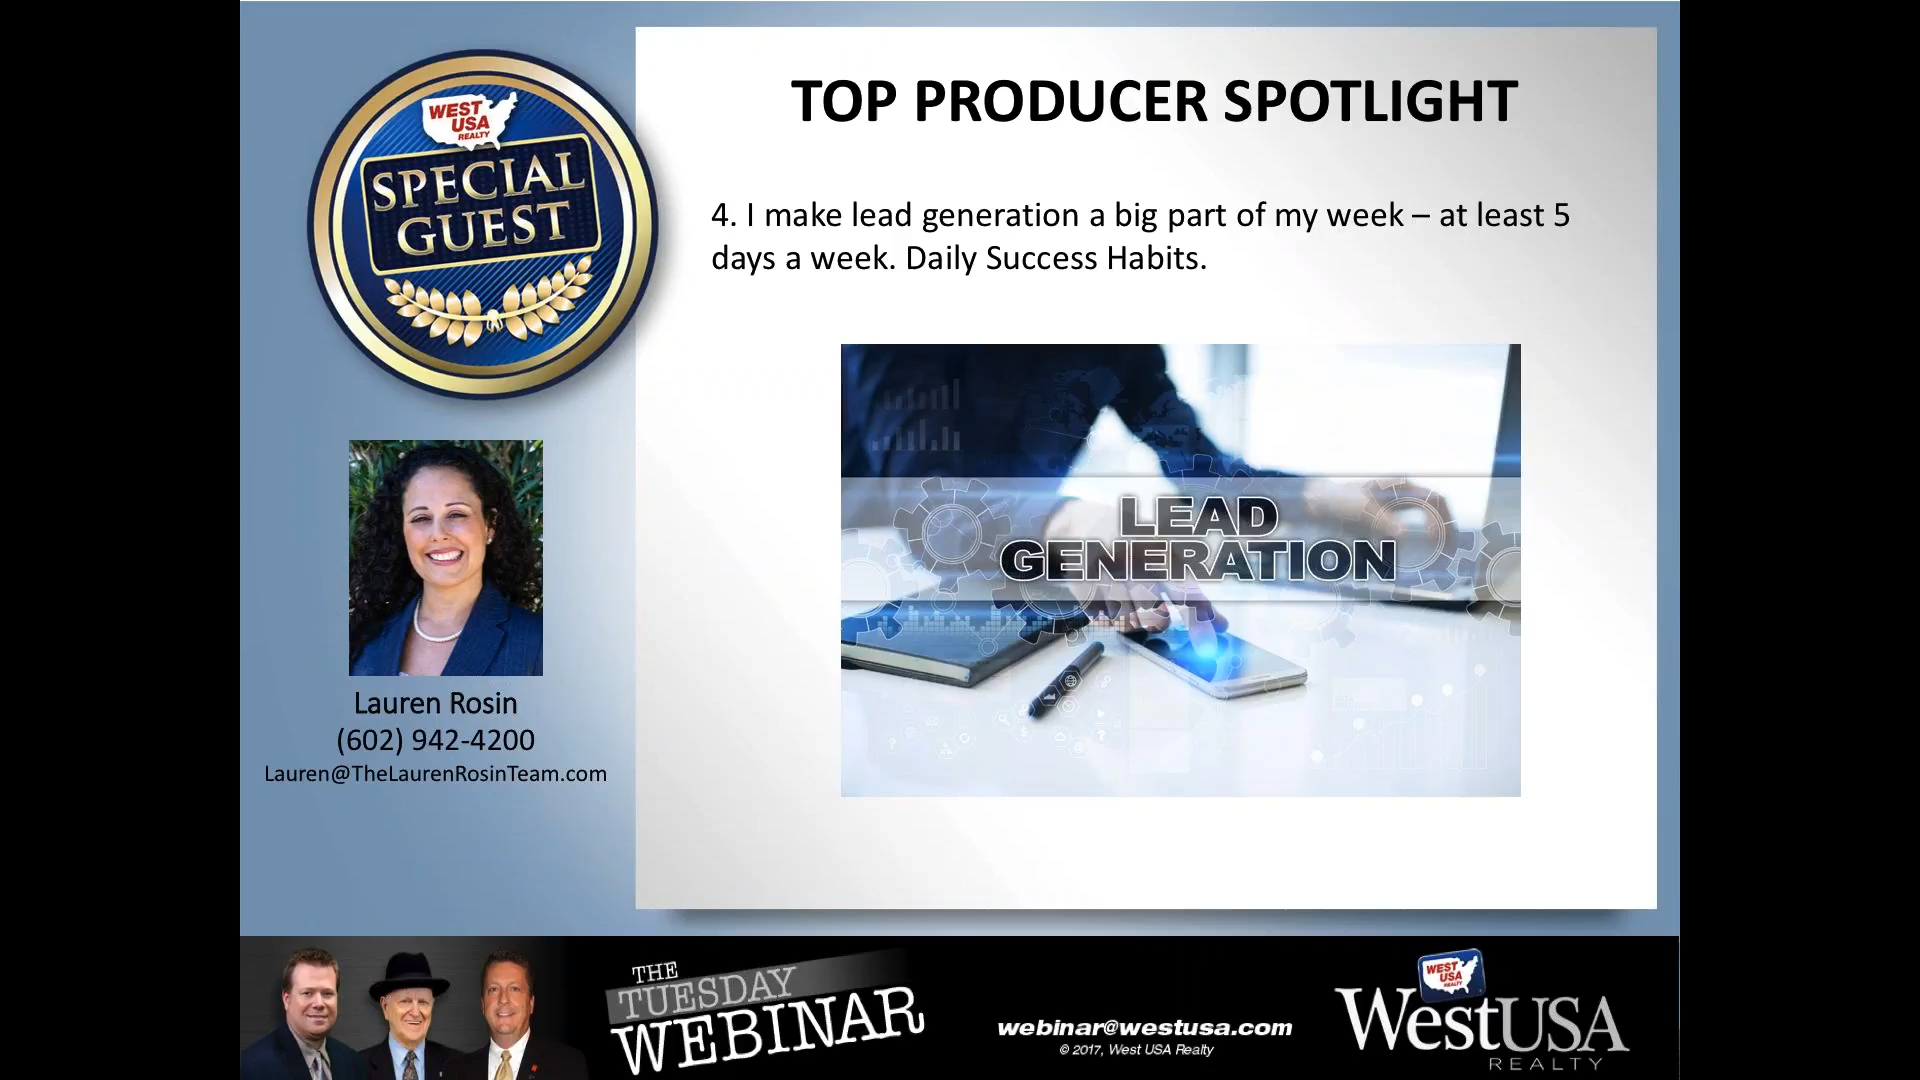 TOP PRODUCER SPOTLIGHT
WEST
USA
REALTY
SPECIAL
GUEST
4. I make lead generation a big part of my week – at least 5
days a week. Daily Success Habits.
LEAD
GENERATION
Lauren Rosin
(602) 942-4200
Lauren@TheLaurenRosinTeam.com
THE
TUESDAY
WEBINAR
webinar@westusa.com
© 2017, West USA Realty
WEST
USA
REALTY
WestUSA
REALTY